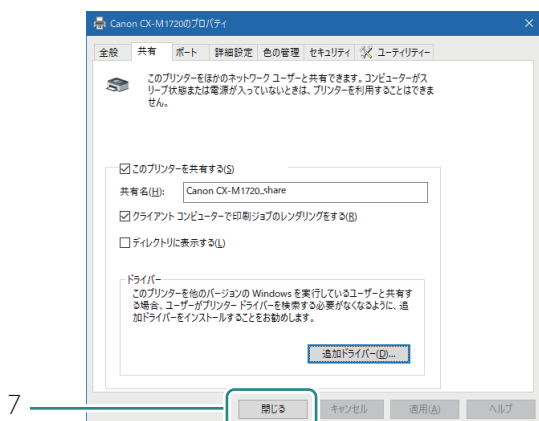 Canon CX-M1720のプロパティ
全般 共有 ポート 詳細設定 色の管理 セキュリティ ユーティリティー
このプリンターをほかのネットワーク ユーザーと共有できます。コンピューターがス
リープ状態または電源が入っていないときは、プリンターを利用することはできま
せん。
このプリンターを共有する(S)
共有名(H): Canon CX-M1720_share
クライアント コンピューターで印刷ジョブのレンダリングをする(R)
ディレクトリに表示する(L)
ドライバー
このプリンターを他のバージョンの Windows を実行しているユーザーと共有す
る場合、ユーザーがプリンター ドライバーを検索する必要がなくなるように、追
加ドライバーをインストールすることをお勧めします。
追加ドライバー(D)...
7 閉じる キャンセル 適用(A) ヘルプ